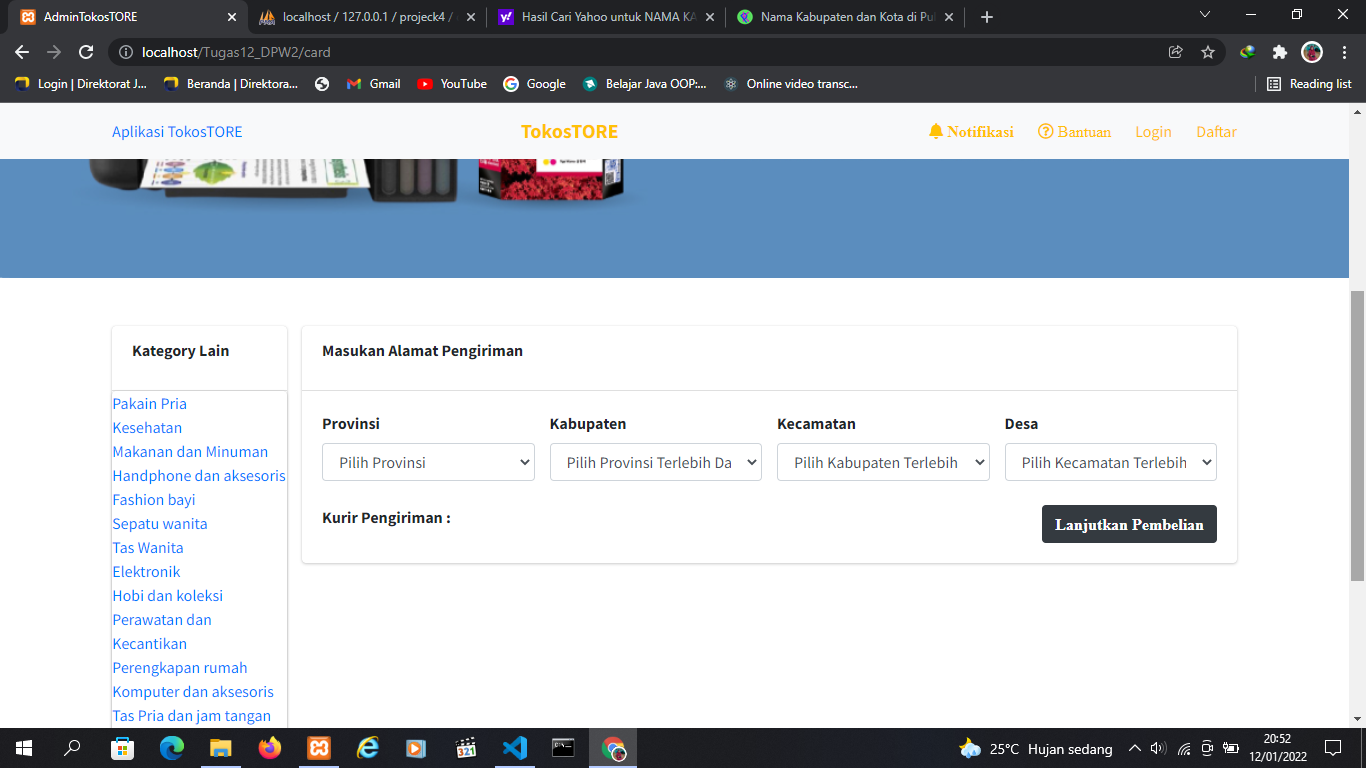 AdminTokosTORE
localhost / 127.0.0.1 / projeck4 /
Hasil Cari Yahoo untuk NAMA KA
Nama Kabupaten dan Kota di Pu
localhost/Tugas12_DPW2/card
Login | Direktorat J...
Beranda | Direktora...
Gmail
YouTube
Google
Belajar Java OOP:...
Online video transc...
Reading list
Aplikasi TokosTORE
TokosTORE
Notifikasi
Bantuan
Login
Daftar
Kategory Lain
Pakain Pria
Kesehatan
Makanan dan Minuman
Handphone dan aksesoris
Fashion bayi
Sepatu wanita
Tas Wanita
Elektronik
Hobi dan koleksi
Perawatan dan
Kecantikan
Perengkapan rumah
Komputer dan aksesoris
Tas Pria dan jam tangan
Masukan Alamat Pengiriman
Provinsi
Pilih Provinsi
Kabupaten
Pilih Provinsi Terlebih Da
Kecamatan
Pilih Kabupaten Terlebih
Desa
Pilih Kecamatan Terlebih
Kurir Pengiriman :
Lanjutkan Pembelian
321
25°C Hujan sedang
20:52
12/01/2022